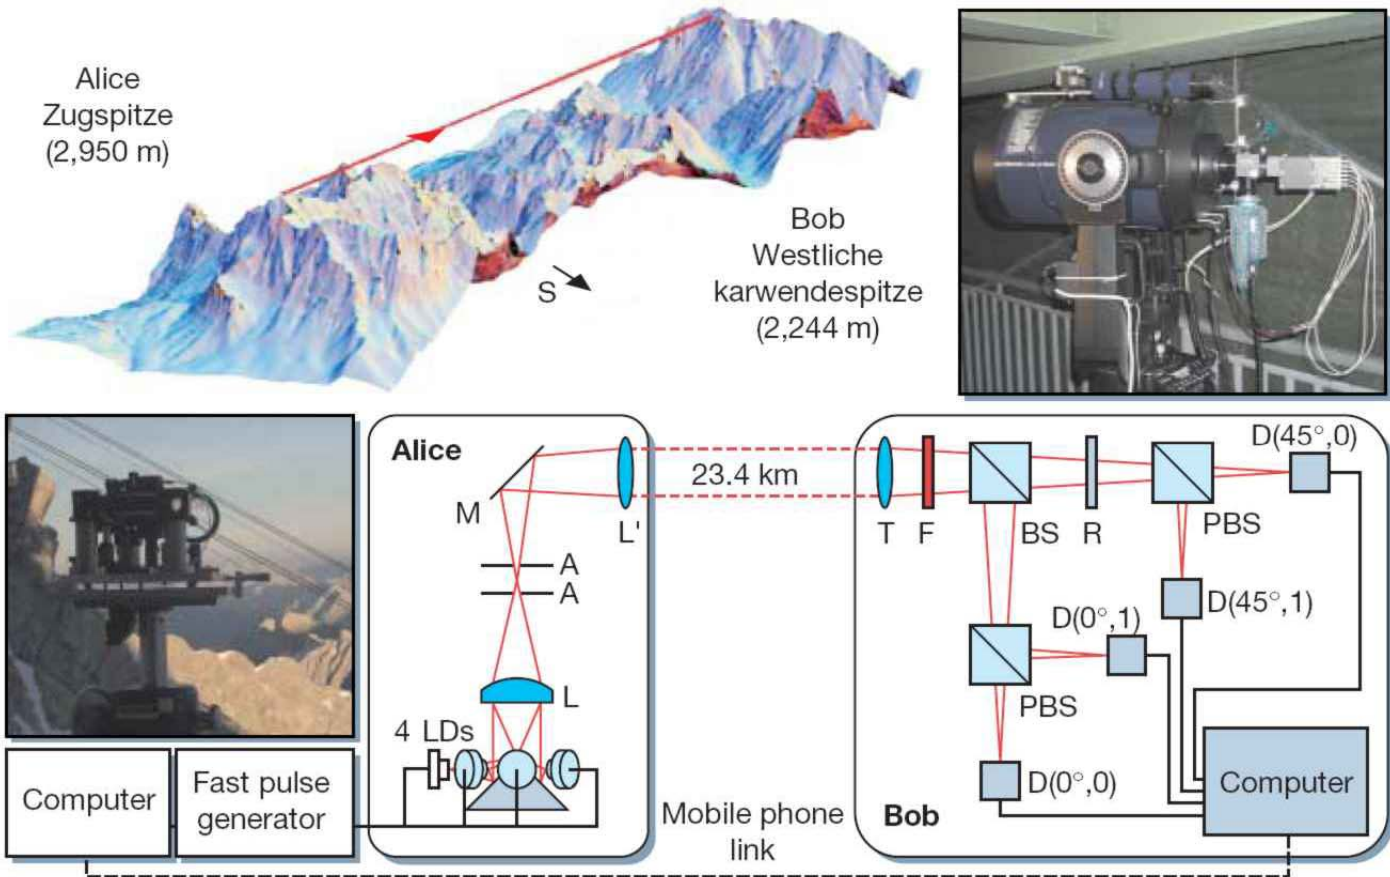 Alice
Zugspitze
(2,950 m)
Bob
Westliche
karwendespitze
(2,244 m)
S
Alice
M
L'
A
A
L
4 LDs
Computer
Fast pulse
generator
23.4 km
Mobile phone
link
T
F
BS
R
PBS
D(45°,0)
D(45°,1)
D(0°,1)
PBS
D(0°,0)
Computer
Bob